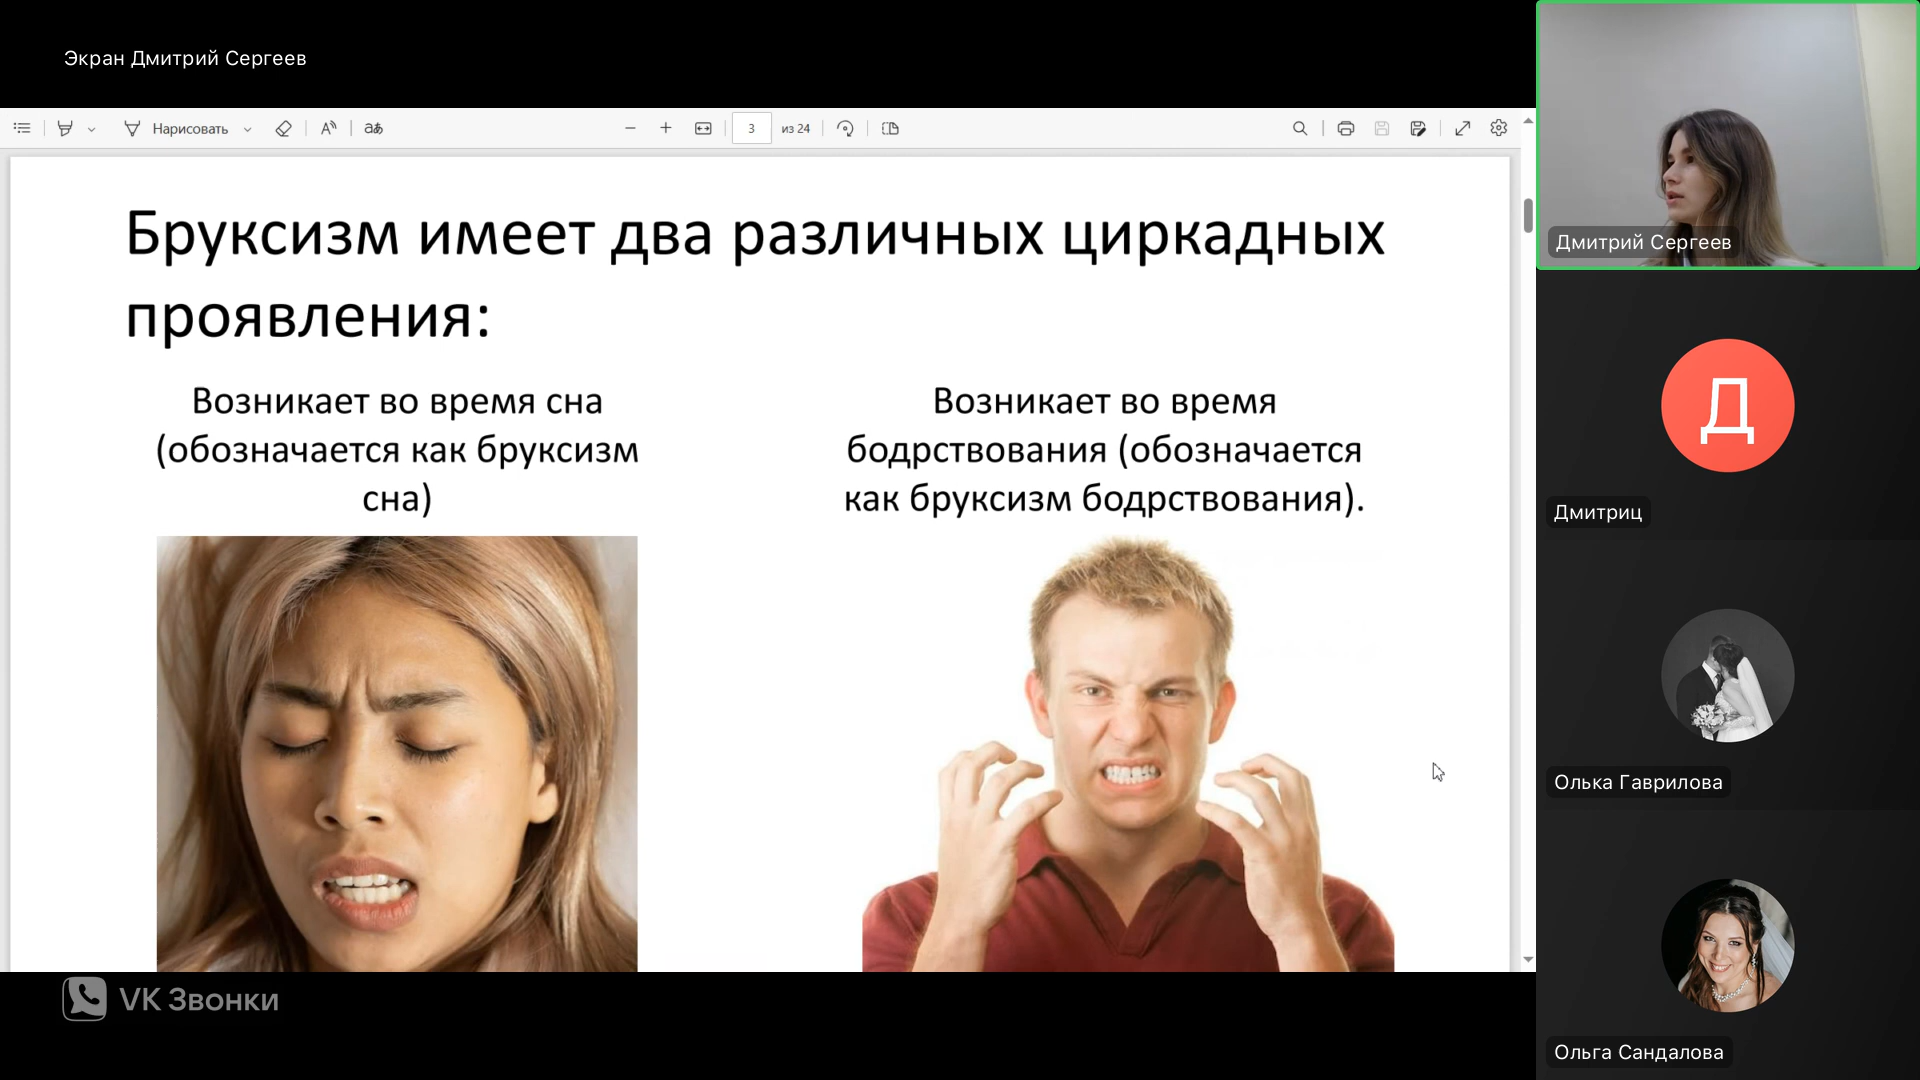 Экран Дмитрий Сергеев
Нарисовать
3
из 24
Бруксизм имеет два различных циркадных
проявления:
Возникает во время сна
(обозначается как бруксизм
сна)
Возникает во время
бодрствования (обозначается
как бруксизм бодрствования).
VK Звонки
Дмитрий Сергеев
Д
Дмитриц
Олька Гаврилова
Ольга Сандалова